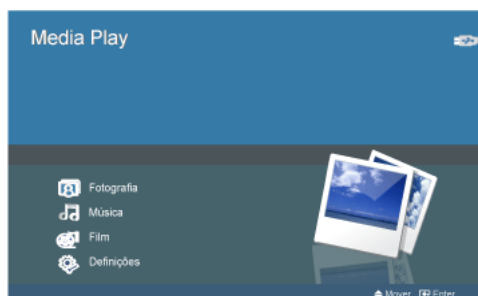 Media Play
Fotografia
Música
Film
Definições
Mover Enter